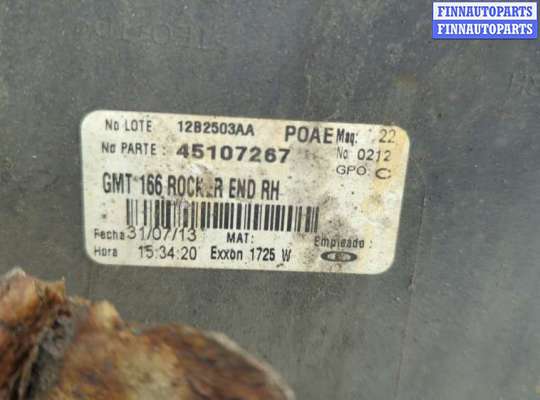 FINNAUTOPARTS
FINNAUTOPARTS
No LOTE 12B2503AA POAE Maq: 22
No PARTE : 45107267 No 0212
GPO: C
GMT 166 ROCKER END RH
Fecha 31/07/13 MAT: Empleado :
Hora 15:34:20 Exxon 1725 W